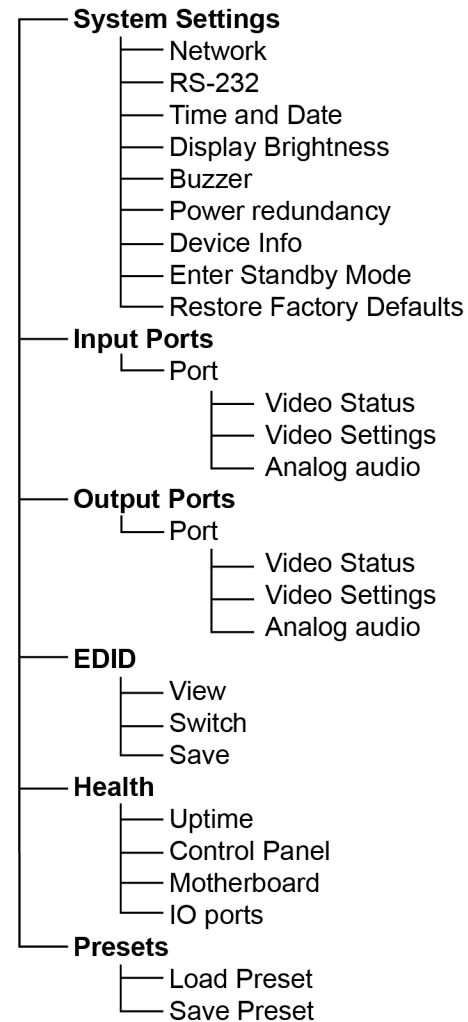 System Settings
Network
RS-232
Time and Date
Display Brightness
Buzzer
Power redundancy
Device Info
Enter Standby Mode
Restore Factory Defaults
Input Ports
Port
Video Status
Video Settings
Analog audio
Output Ports
Port
Video Status
Video Settings
Analog audio
EDID
View
Switch
Save
Health
Uptime
Control Panel
Motherboard
IO ports
Presets
Load Preset
Save Preset